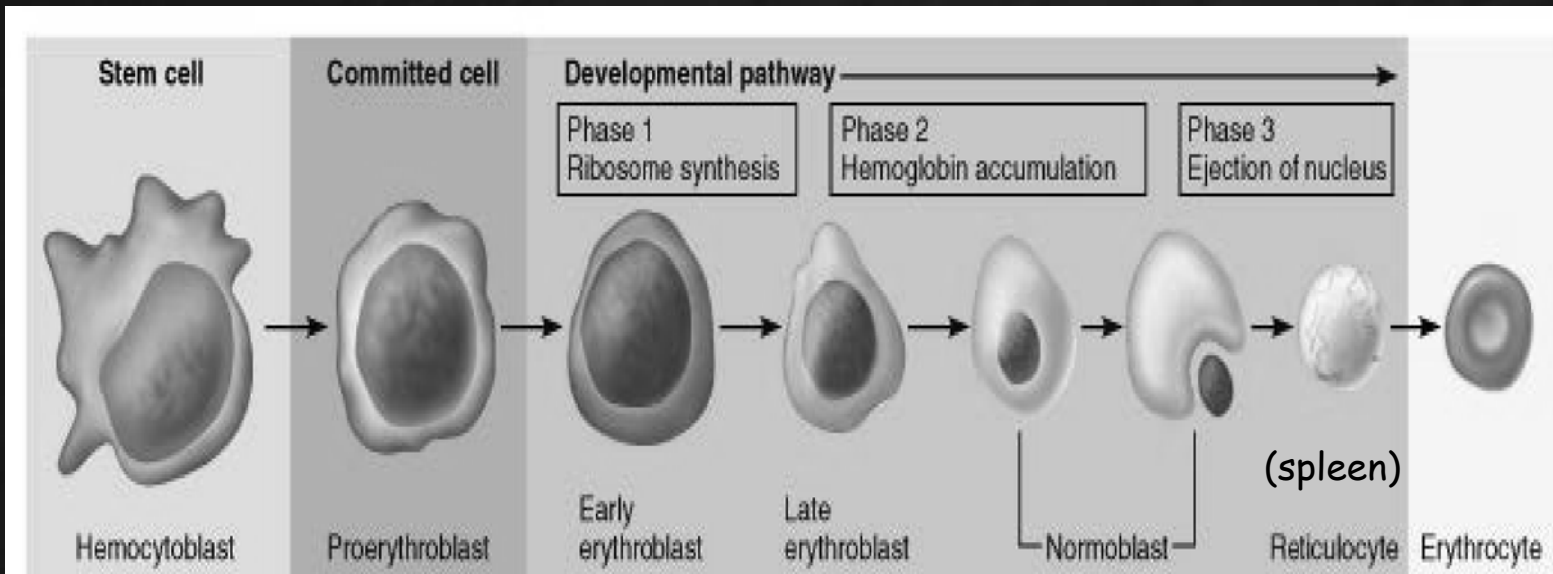 Stem cell
Committed cell
Developmental pathway
Phase 1
Ribosome synthesis
Phase 2
Hemoglobin accumulation
Phase 3
Ejection of nucleus
(spleen)
Hemocytoblast
Proerythroblast
Early
erythroblast
Late
erythroblast
Normoblast
Reticulocyte
Erythrocyte